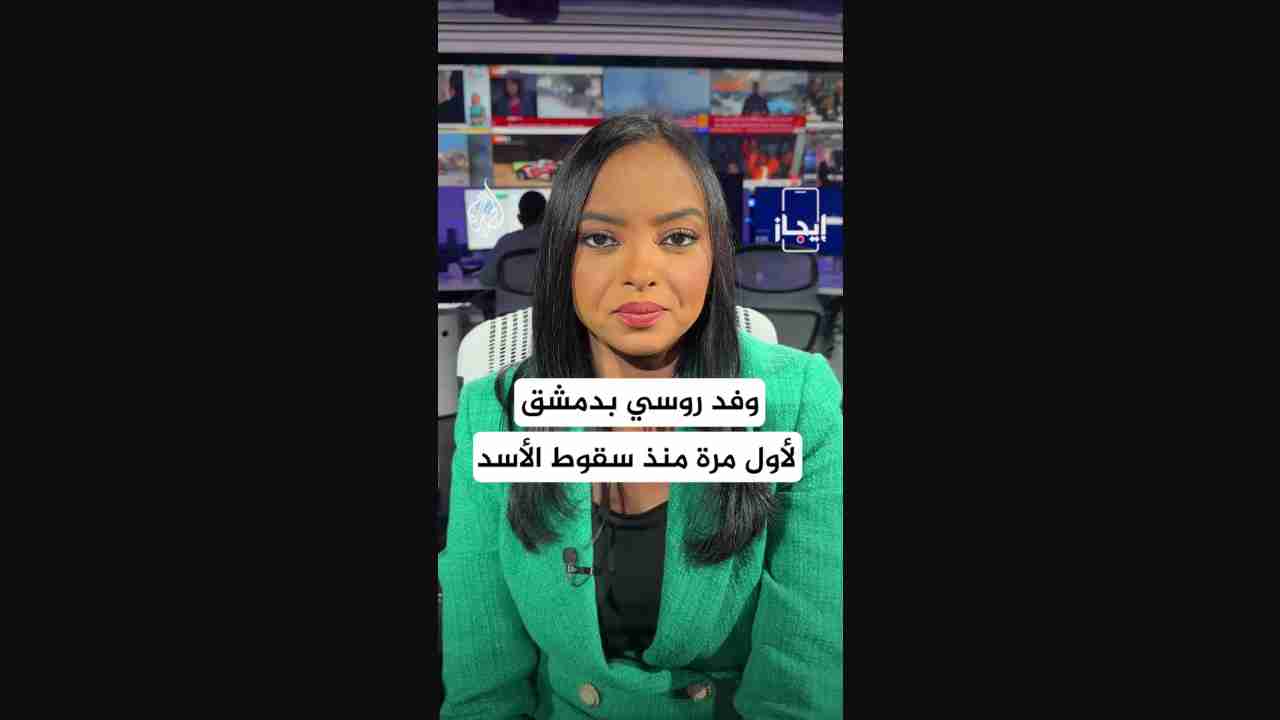 إيجاز
وفد روسي بدمشق
لأول مرة منذ سقوط الأسد